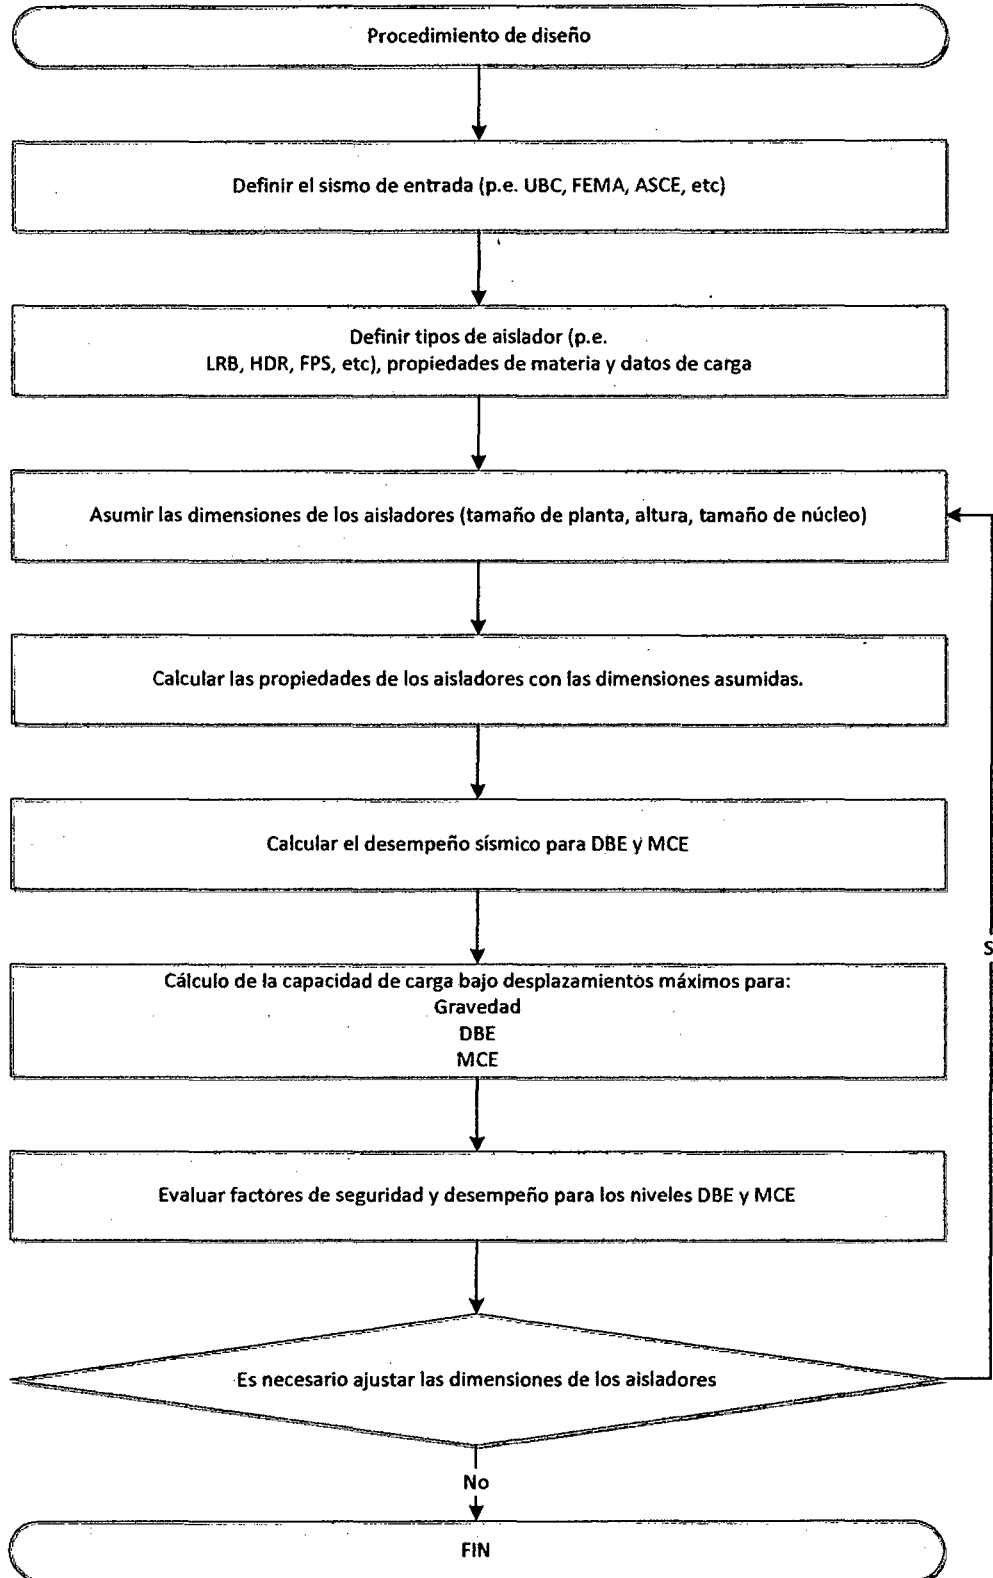 Procedimiento de diseño
Definir el sismo de entrada (p.e. UBC, FEMA, ASCE, etc)
Definir tipos de aislador (p.e.
LRB, HDR, FPS, etc), propiedades de materia y datos de carga
Asumir las dimensiones de los aisladores (tamaño de planta, altura, tamaño de núcleo)
Calcular las propiedades de los aisladores con las dimensiones asumidas.
Calcular el desempeño sísmico para DBE y MCE
Cálculo de la capacidad de carga bajo desplazamientos máximos para:
Gravedad
DBE
MCE
Evaluar factores de seguridad y desempeño para los niveles DBE y MCE
Es necesario ajustar las dimensiones de los aisladores
No
FIN